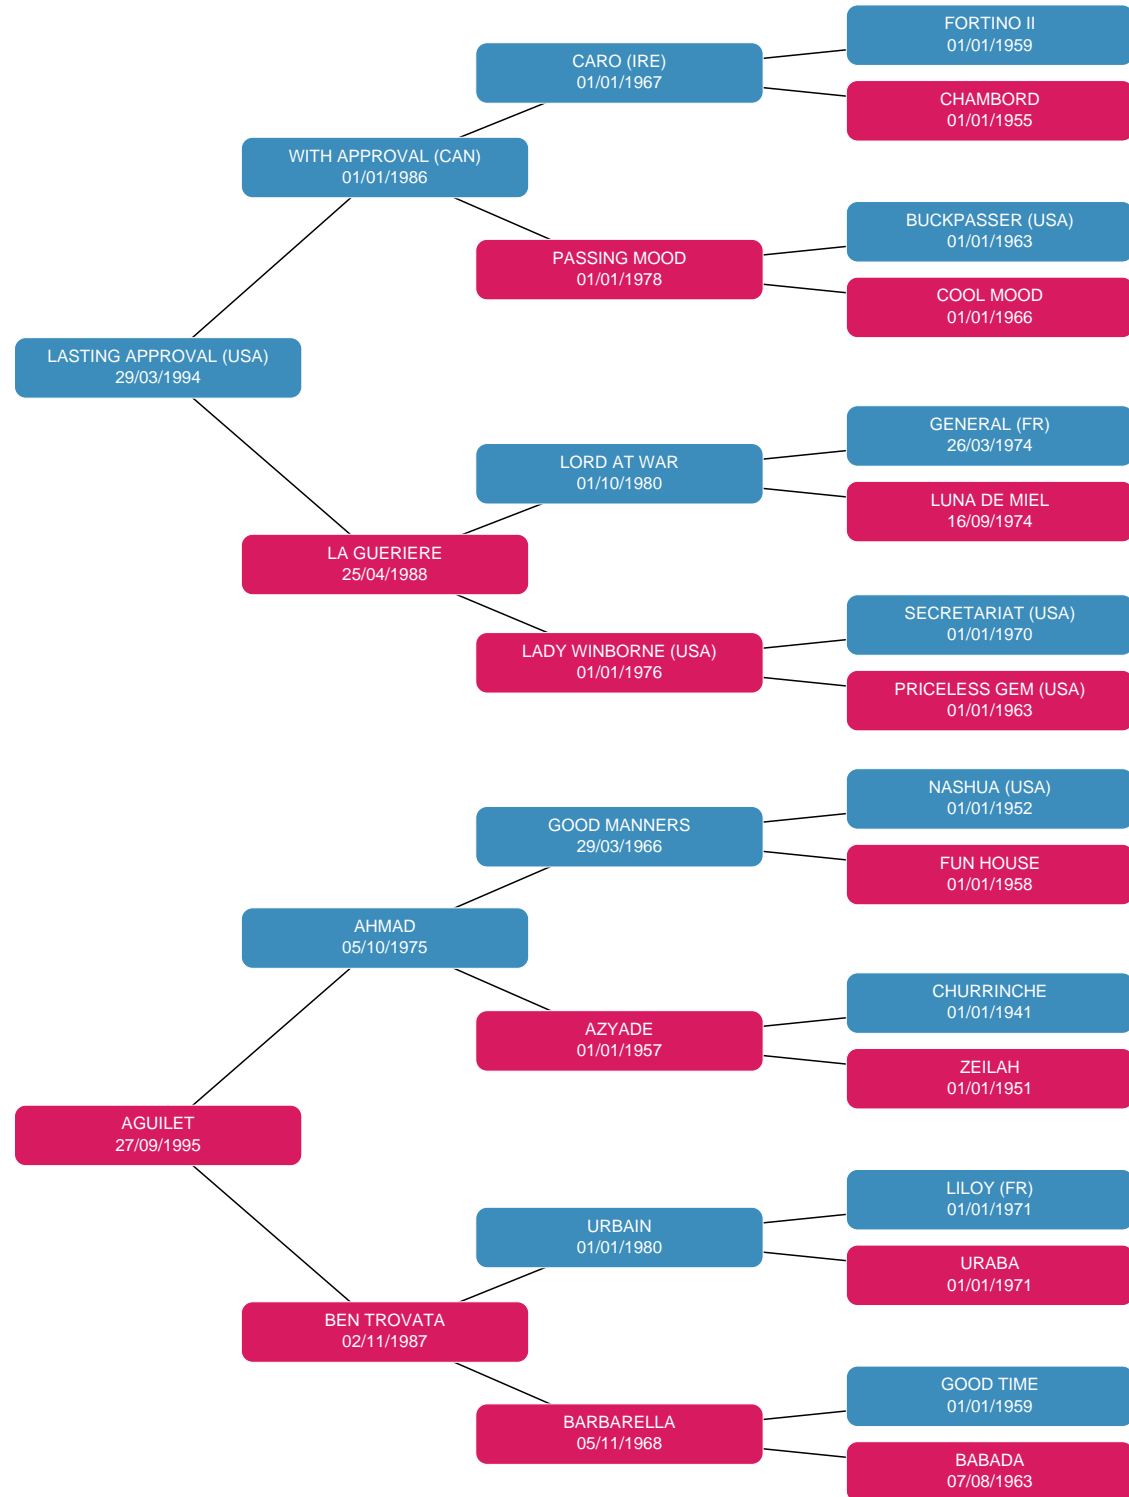 FORTINO II
01/01/1959
CARO (IRE)
01/01/1967
CHAMBORD
01/01/1955
WITH APPROVAL (CAN)
01/01/1986
BUCKPASSER (USA)
01/01/1963
PASSING MOOD
01/01/1978
COOL MOOD
01/01/1966
LASTING APPROVAL (USA)
29/03/1994
GENERAL (FR)
26/03/1974
LORD AT WAR
01/10/1980
LUNA DE MIEL
16/09/1974
LA GUERIERE
25/04/1988
SECRETARIAT (USA)
01/01/1970
LADY WINBORNE (USA)
01/01/1976
PRICELESS GEM (USA)
01/01/1963
NASHUA (USA)
01/01/1952
GOOD MANNERS
29/03/1966
FUN HOUSE
01/01/1958
AHMAD
05/10/1975
CHURRINCHE
01/01/1941
AZYADE
01/01/1957
ZEILAH
01/01/1951
AGUILET
27/09/1995
LILOY (FR)
01/01/1971
URBAIN
01/01/1980
URABA
01/01/1971
BEN TROVATA
02/11/1987
GOOD TIME
01/01/1959
BARBARELLA
05/11/1968
BABADA
07/08/1963